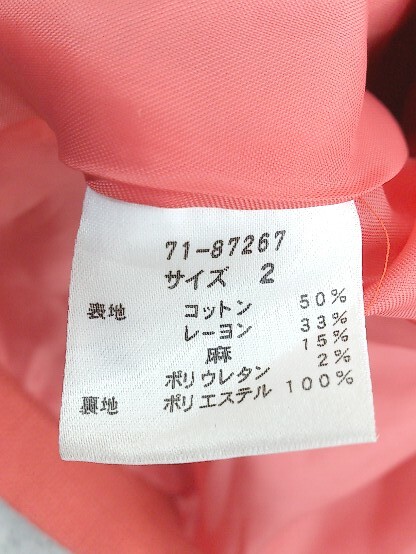 71-87267
サイズ 2
表地 コットン 50%
レーヨン 33%
麻 15%
ポリウレタン 2%
裏地 ポリエステル 100%